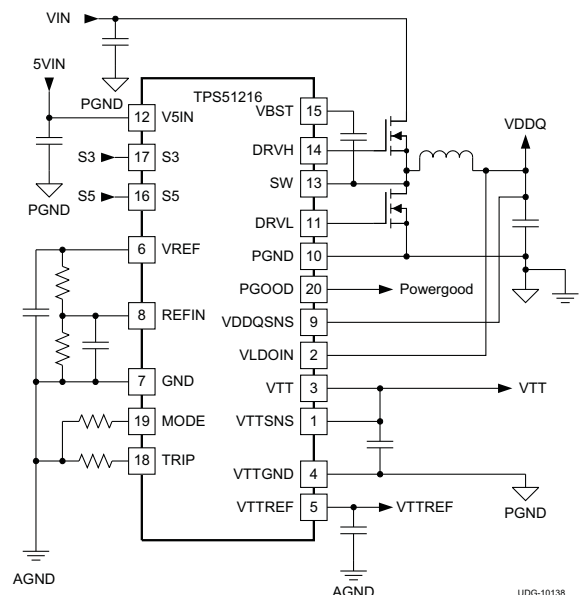 VIN
5VIN
PGND
TPS51216
VBST 15
12 V5IN
VDDQ
DRVH 14
S3 17 S3
SW 13
S5 16 S5
PGND
DRVL 11
6 VREF
PGND 10
PGOOD 20 Powergood
8 REFIN
VDDQSNS 9
VLDOIN 2
7 GND
VTT 3 VTT
19 MODE
VTTSNS 1
18 TRIP
VTTGND 4
PGND
VTTREF 5 VTTREF
AGND
AGND
UDG-10138